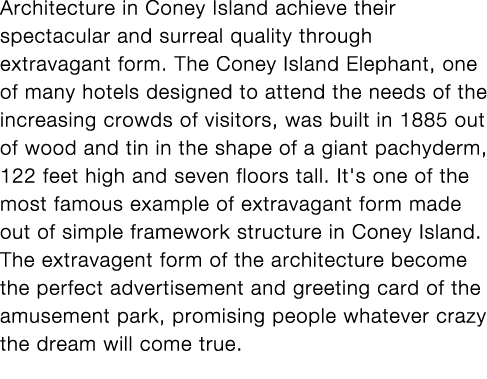 Architecture in Coney Island achieve their
spectacular and surreal quality through
extravagant form. The Coney Island Elephant, one
of many hotels designed to attend the needs of the
increasing crowds of visitors, was built in 1885 out
of wood and tin in the shape of a giant pachyderm,
122 feet high and seven floors tall. It's one of the
most famous example of extravagant form made
out of simple framework structure in Coney Island.
The extravagent form of the architecture become
the perfect advertisement and greeting card of the
amusement park, promising people whatever crazy
the dream will come true.